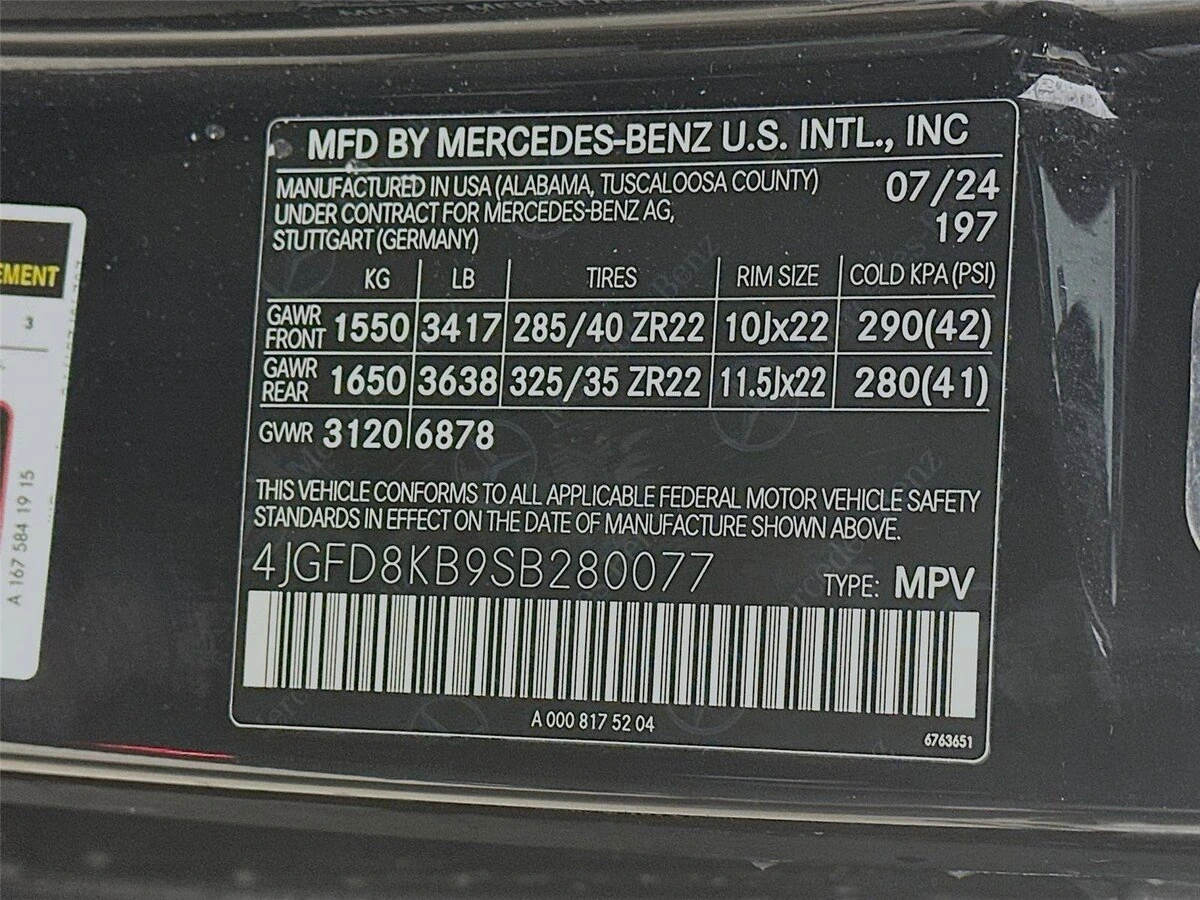 MFD BY MERCEDES-BENZ U.S. INTL., INC
MANUFACTURED IN USA (ALABAMA, TUSCALOOSA COUNTY) 07/24
UNDER CONTRACT FOR MERCEDES-BENZ AG, 197
STUTTGART (GERMANY)
KG LB TIRES RIM SIZE COLD KPA (PSI)
GAWR FRONT 1550 3417 285/40 ZR22 10Jx22 290(42)
GAWR REAR 1650 3638 325/35 ZR22 11.5Jx22 280(41)
GVWR 3120 6878
THIS VEHICLE CONFORMS TO ALL APPLICABLE FEDERAL MOTOR VEHICLE SAFETY
STANDARDS IN EFFECT ON THE DATE OF MANUFACTURE SHOWN ABOVE.
4JGFD8KB9SB280077 TYPE: MPV
A 000 817 52 04
6763651
EMENT
3
A 167 584 19 15